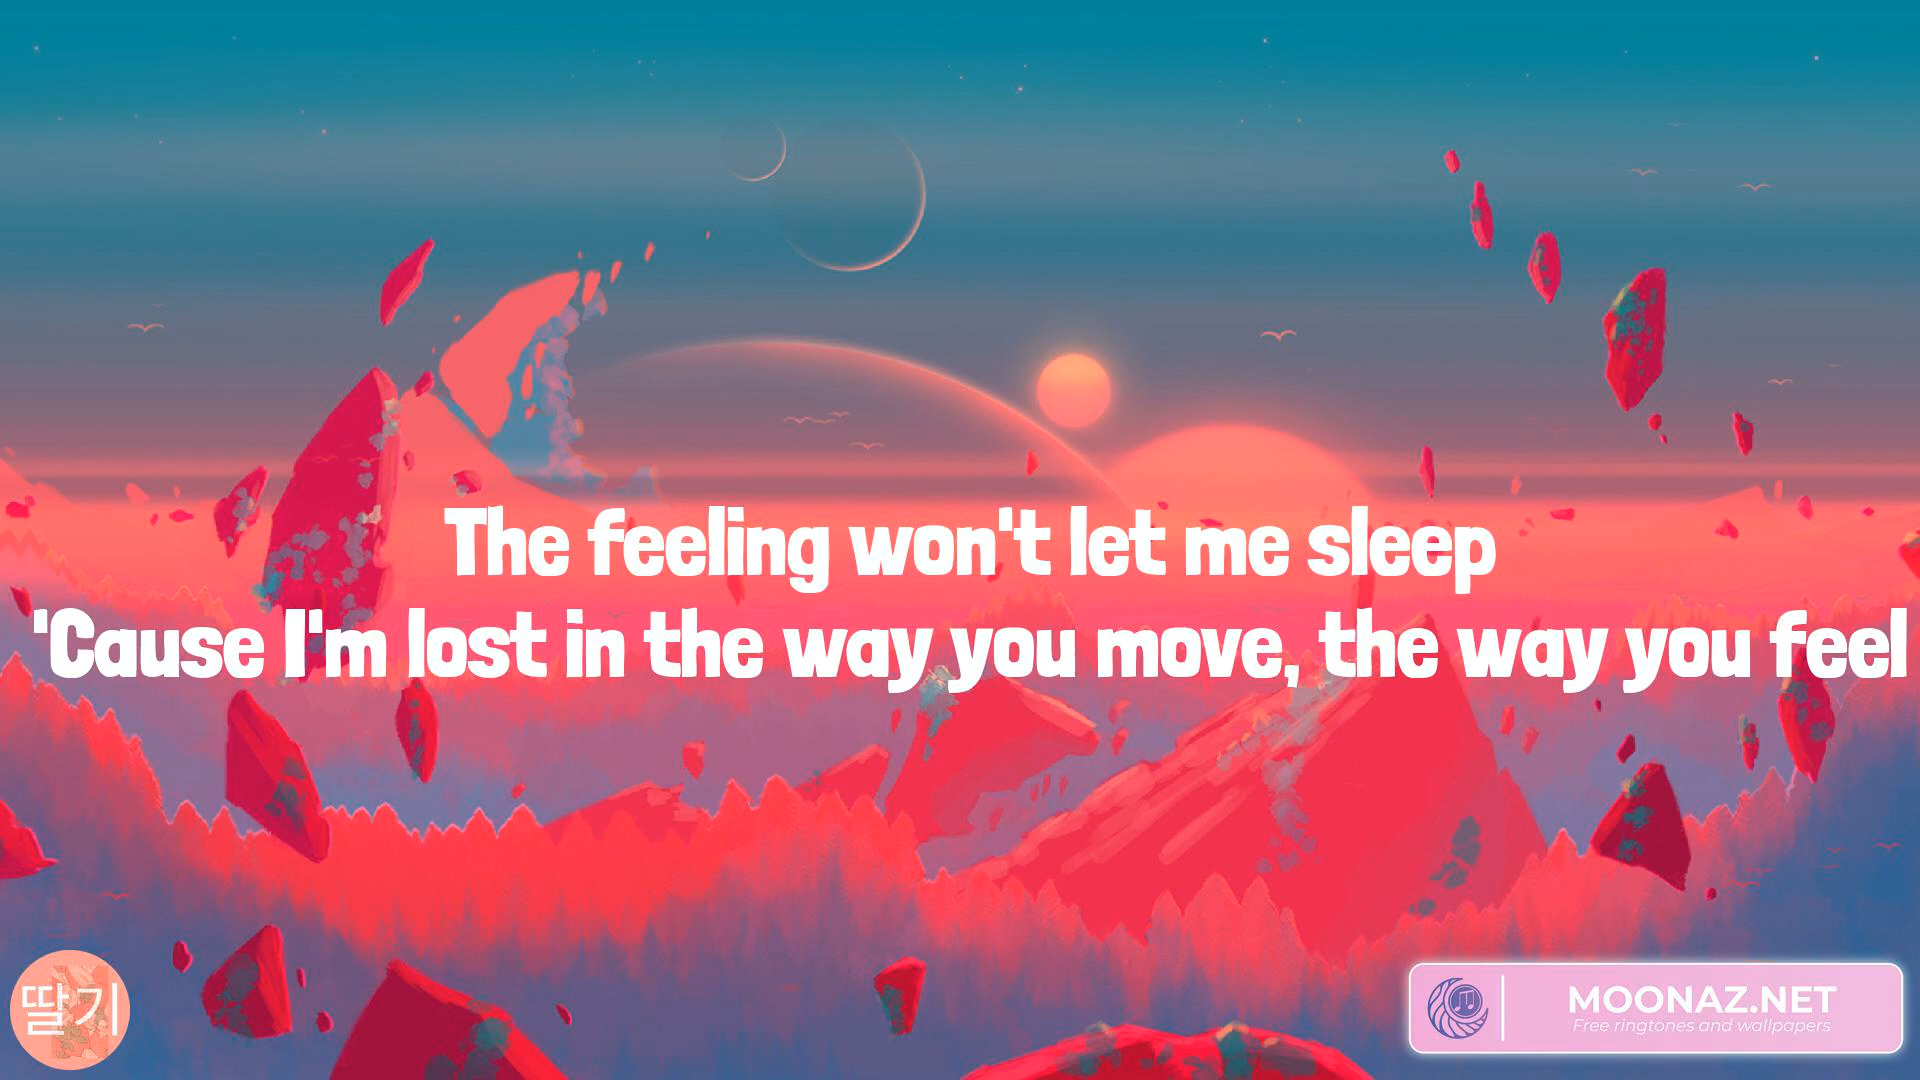 The feeling won't let me sleep
'Cause I'm lost in the way you move, the way you feel
딸기
MOONAZ.NET
Free ringtones and wallpapers